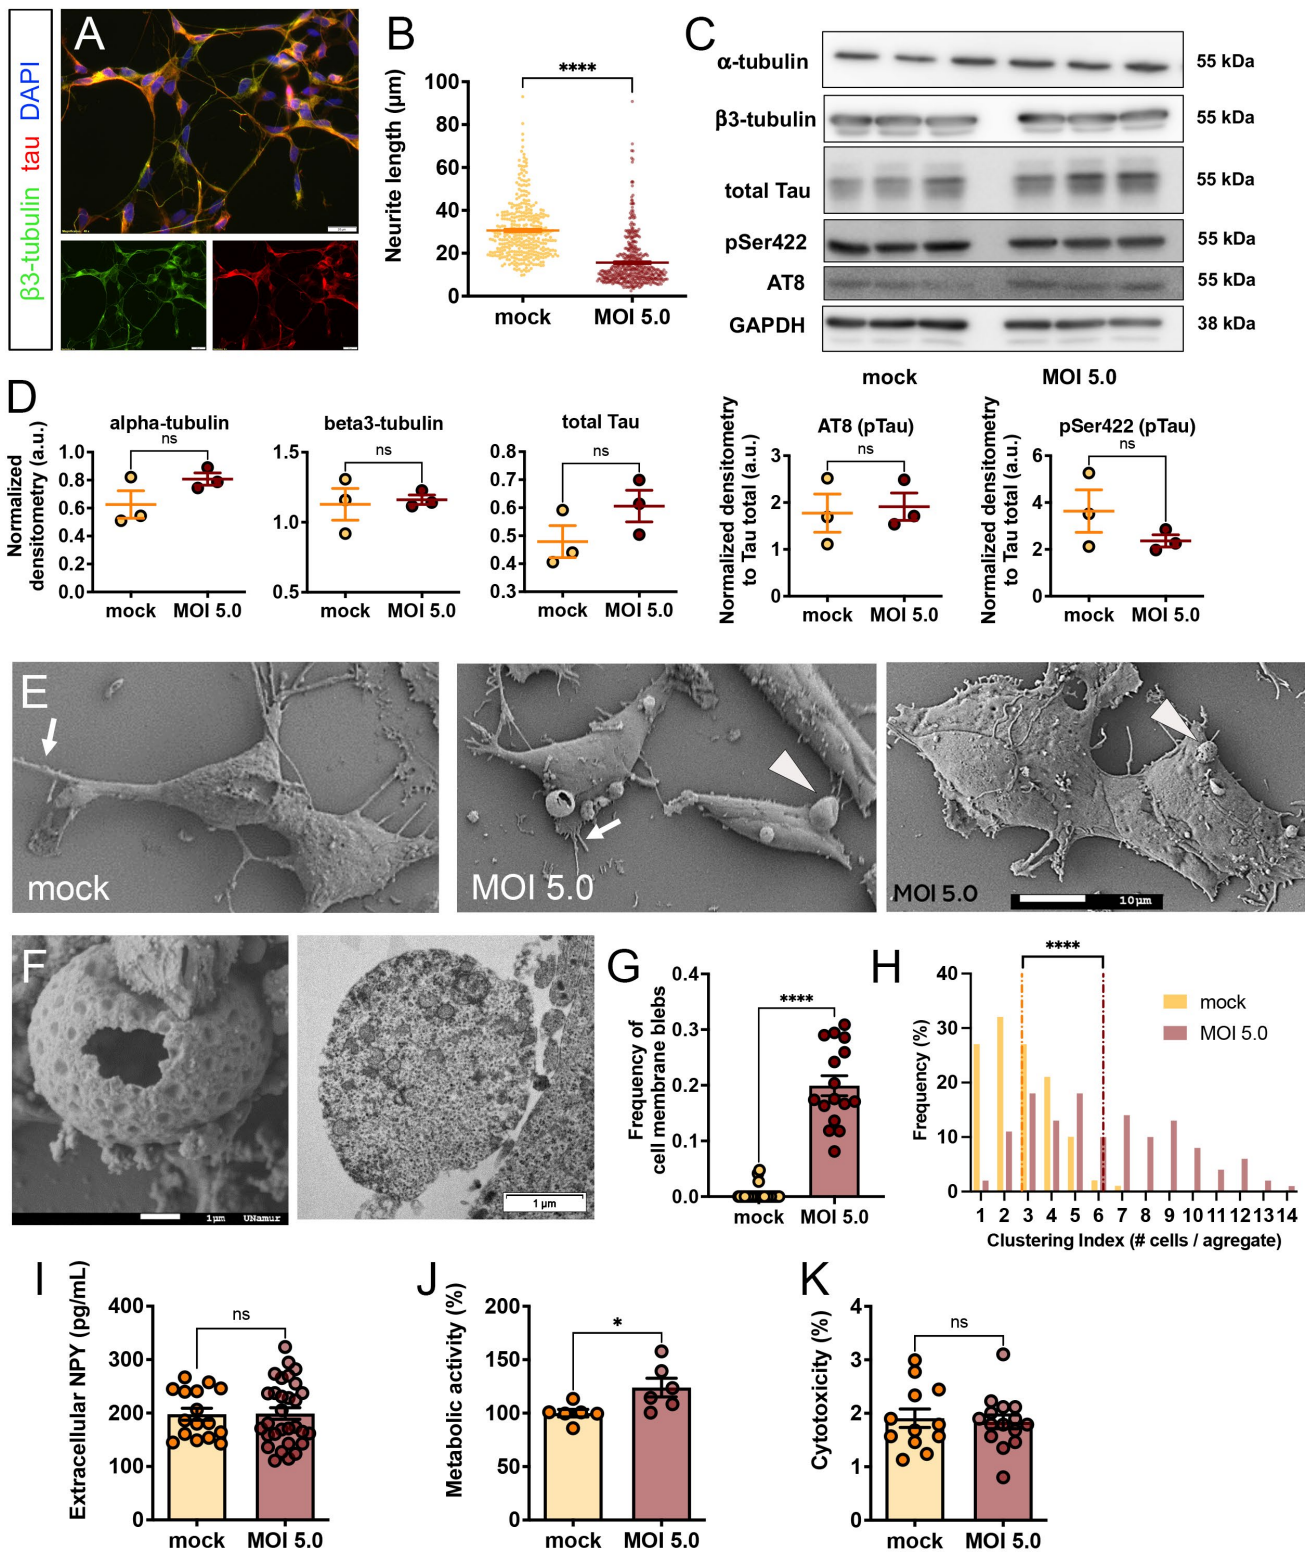 A
β3-tubulin tau DAPI
B
Neurite length (µm)
100
80
60
40
20
0
****
mock
MOI 5.0
C
α-tubulin
55 kDa
β3-tubulin
55 kDa
total Tau
55 kDa
pSer422
55 kDa
AT8
55 kDa
GAPDH
38 kDa
mock
MOI 5.0
D
Normalized
densitometry (a.u.)
alpha-tubulin
ns
1.0
0.8
0.6
0.4
0.2
0.0
mock
MOI 5.0
beta3-tubulin
ns
1.5
1.0
0.5
mock
MOI 5.0
total Tau
ns
0.8
0.7
0.6
0.5
0.4
0.3
mock
MOI 5.0
Normalized densitometry
to Tau total (a.u.)
AT8 (pTau)
ns
3
2
1
0
mock
MOI 5.0
Normalized densitometry
to Tau total (a.u.)
pSer422 (pTau)
ns
6
4
2
0
mock
MOI 5.0
E
mock
MOI 5.0
MOI 5.0
10µm
F
1µm UNamur
1 µm
G
Frequency of
cell membrane blebs
0.4
0.3
0.2
0.1
0.0
****
mock
MOI 5.0
H
Frequency (%)
40
30
20
10
0
****
mock
MOI 5.0
1 2 3 4 5 6 7 8 9 10 11 12 13 14
Clustering Index (# cells / agregate)
I
Extracellular NPY (pg/mL)
400
300
200
100
0
ns
mock
MOI 5.0
J
Metabolic activity (%)
200
150
100
50
0
*
mock
MOI 5.0
K
Cytotoxicity (%)
4
3
2
1
0
ns
mock
MOI 5.0